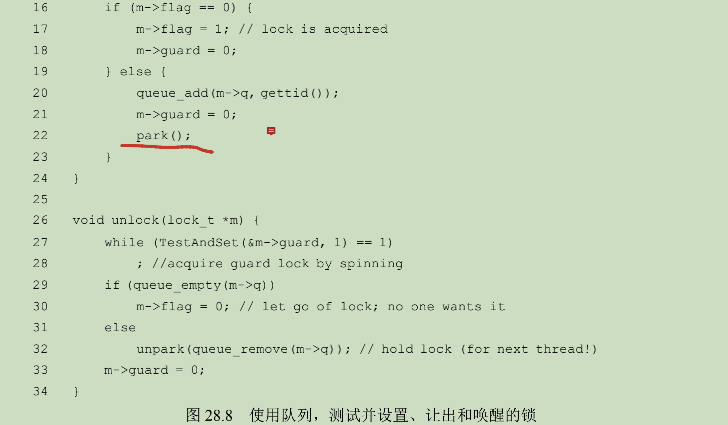 16 if (m->flag == 0) {
17 m->flag = 1; // lock is acquired
18 m->guard = 0;
19 } else {
20 queue_add(m->q, gettid());
21 m->guard = 0;
22 park();
23 }
24 }
25
26 void unlock(lock_t *m) {
27 while (TestAndSet(&m->guard, 1) == 1)
28 ; //acquire guard lock by spinning
29 if (queue_empty(m->q))
30 m->flag = 0; // let go of lock; no one wants it
31 else
32 unpark(queue_remove(m->q)); // hold lock (for next thread!)
33 m->guard = 0;
34 }
图 28.8 使用队列，测试并设置、让出和唤醒的锁